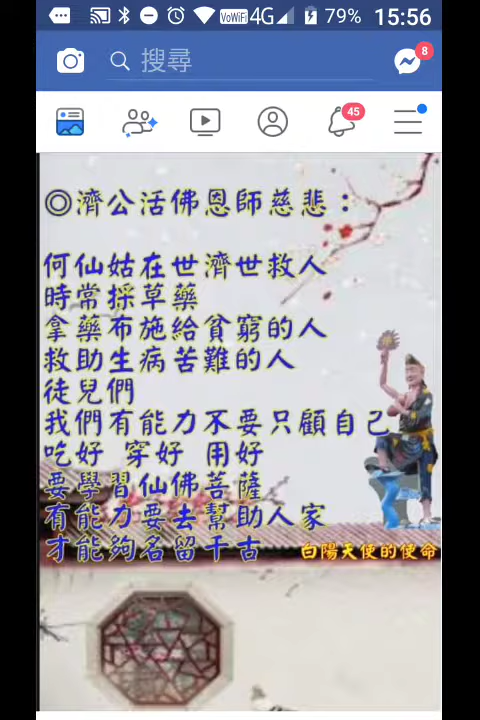 VoWiFi 4G 79% 15:56
搜尋
8
45
◎濟公活佛恩師慈悲：
何仙姑在世濟世救人
時常採草藥
拿藥布施給貧窮的人
救助生病苦難的人
徒兒們
我們有能力不要只顧自己
吃好 穿好 用好
要學習仙佛菩薩
有能力要去幫助人家
才能夠名留千古
白陽天使的使命